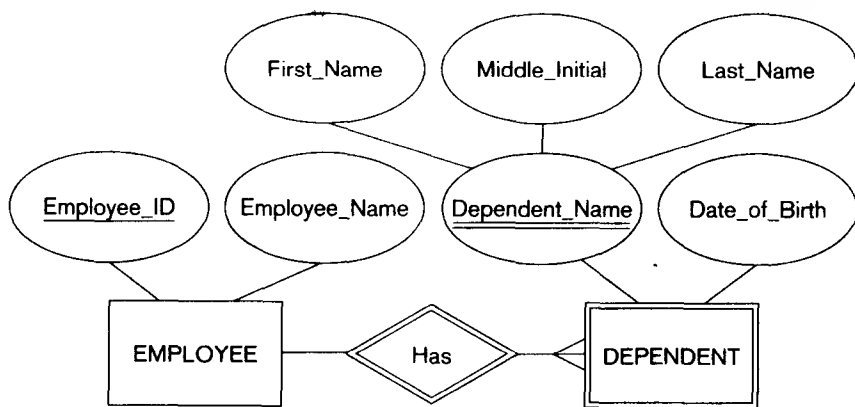 First_Name
Middle_Initial
Last_Name
Employee_ID
Employee_Name
Dependent_Name
Date_of_Birth
EMPLOYEE
Has
DEPENDENT